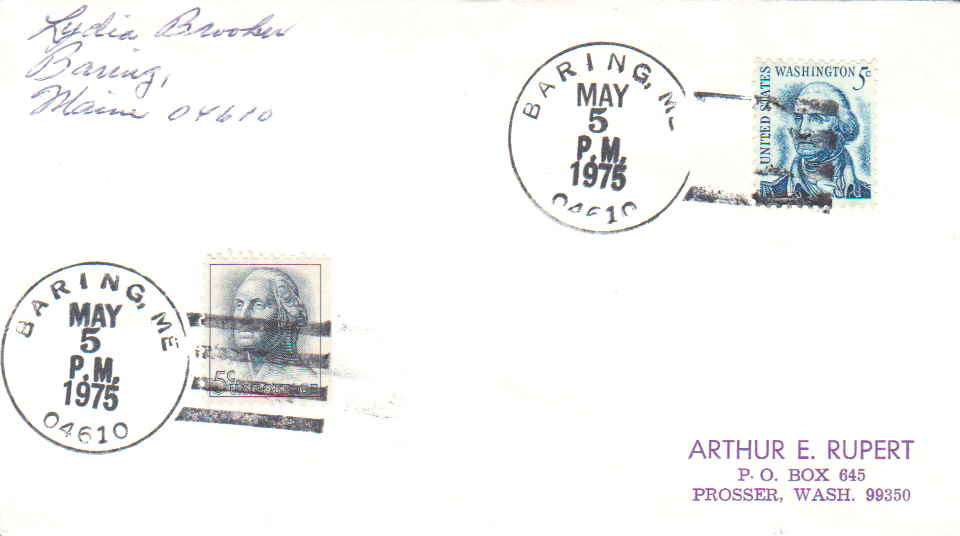 Lydia Brooker
Baring,
Maine 04610
BARING, ME
MAY
5
P.M.
1975
04610
UNITED STATES
WASHINGTON 5c
BARING, ME
MAY
5
P.M.
1975
04610
5c
ARTHUR E. RUPERT
P. O. BOX 645
PROSSER, WASH. 99350